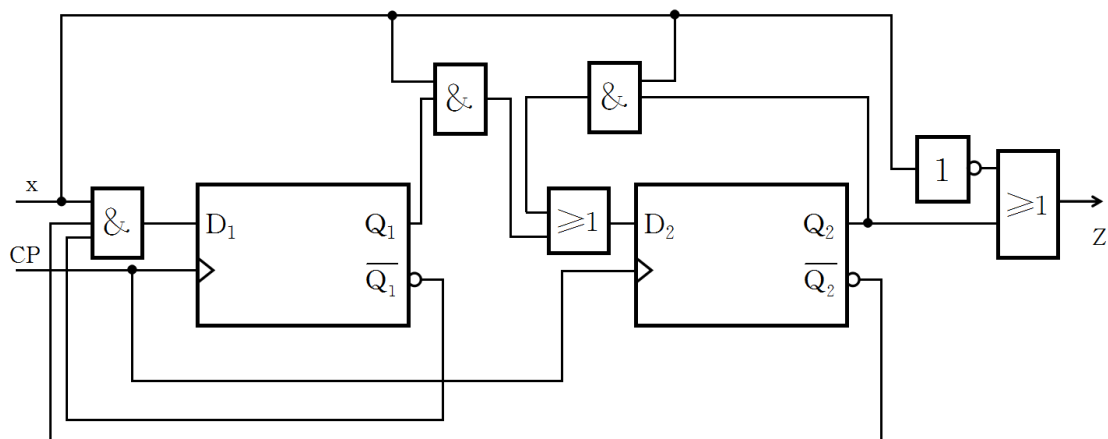 &
&
1
x
&
D₁
Q₁
≥1
D₂
Q₂
≥1
Z
CP
Q̅₁
Q̅₂